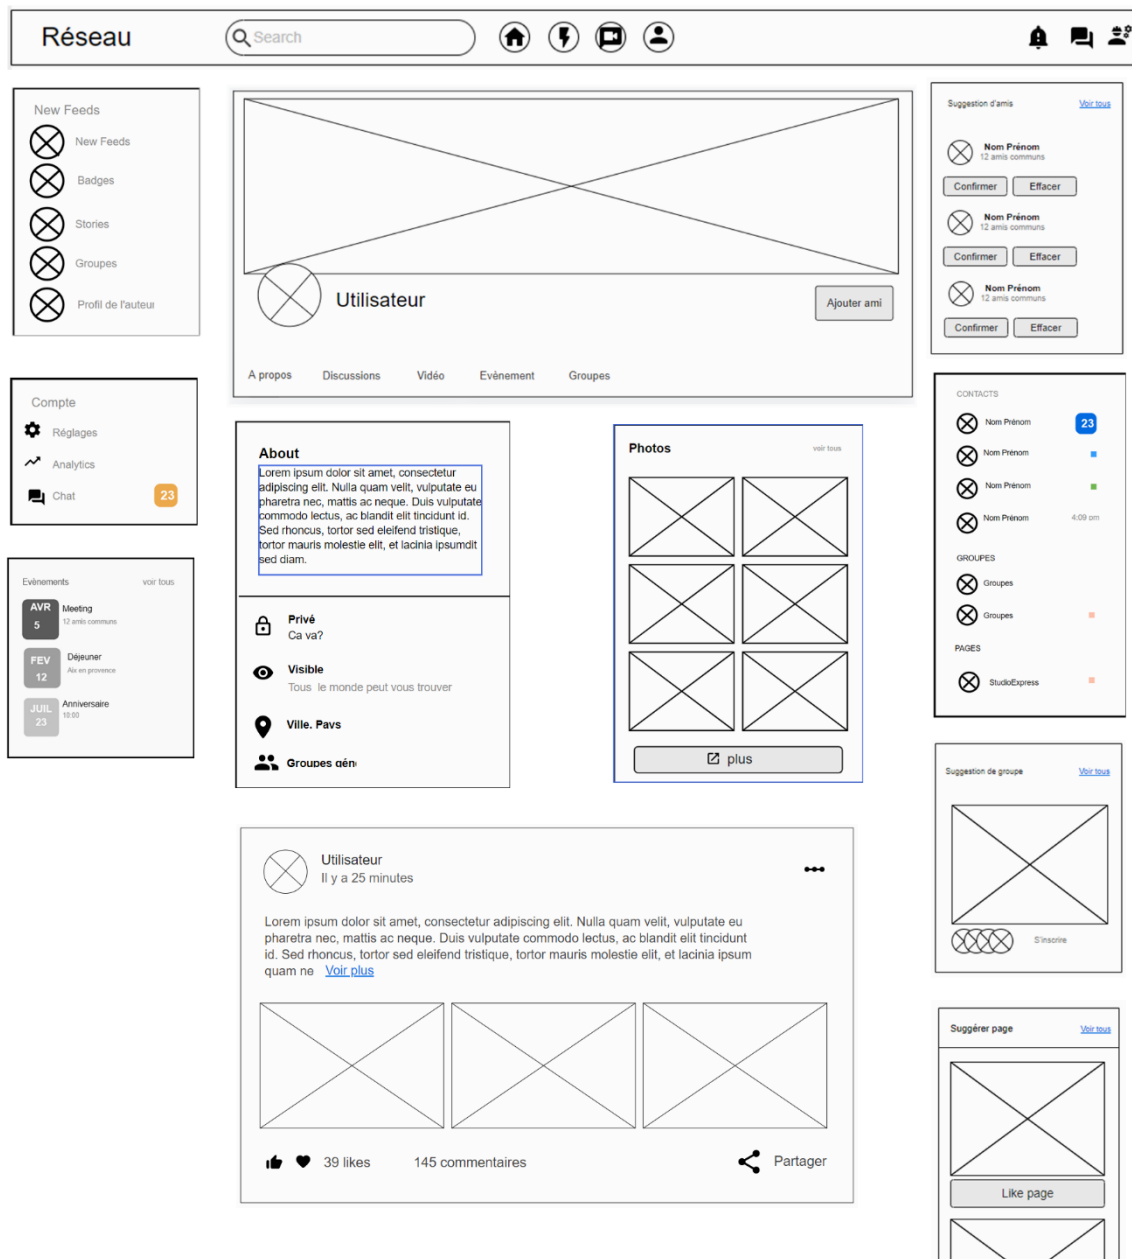 Réseau
Search
New Feeds
New Feeds
Badges
Stories
Groupes
Profil de l'auteur
Compte
Réglages
Analytics
Chat
23
Evènements
voir tous
AVR
5
Meeting
12 amis communs
FEV
12
Déjeuner
Aix en provence
JUIL
23
Anniversaire
10:00
Utilisateur
Ajouter ami
A propos
Discussions
Vidéo
Evènement
Groupes
About
Lorem ipsum dolor sit amet, consectetur
adipiscing elit. Nulla quam velit, vulputate eu
pharetra nec, mattis ac neque. Duis vulputate
commodo lectus, ac blandit elit tincidunt id.
Sed rhoncus, tortor sed eleifend tristique,
tortor mauris molestie elit, et lacinia ipsumdit
sed diam.
Privé
Ca va?
Visible
Tous le monde peut vous trouver
Ville. Pays
Groupes gén
Photos
voir tous
plus
Utilisateur
Il y a 25 minutes
Lorem ipsum dolor sit amet, consectetur adipiscing elit. Nulla quam velit, vulputate eu
pharetra nec, mattis ac neque. Duis vulputate commodo lectus, ac blandit elit tincidunt
id. Sed rhoncus, tortor sed eleifend tristique, tortor mauris molestie elit, et lacinia ipsum
quam ne Voir plus
39 likes
145 commentaires
Partager
Suggestion d'amis
Voir tous
Nom Prénom
12 amis communs
Confirmer
Effacer
Nom Prénom
12 amis communs
Confirmer
Effacer
Nom Prénom
12 amis communs
Confirmer
Effacer
CONTACTS
Nom Prénom
23
Nom Prénom
Nom Prénom
Nom Prénom
4:09 pm
GROUPES
Groupes
Groupes
PAGES
StudioExpress
Suggestion de groupe
Voir tous
S'inscrire
Suggérer page
Voir tous
Like page